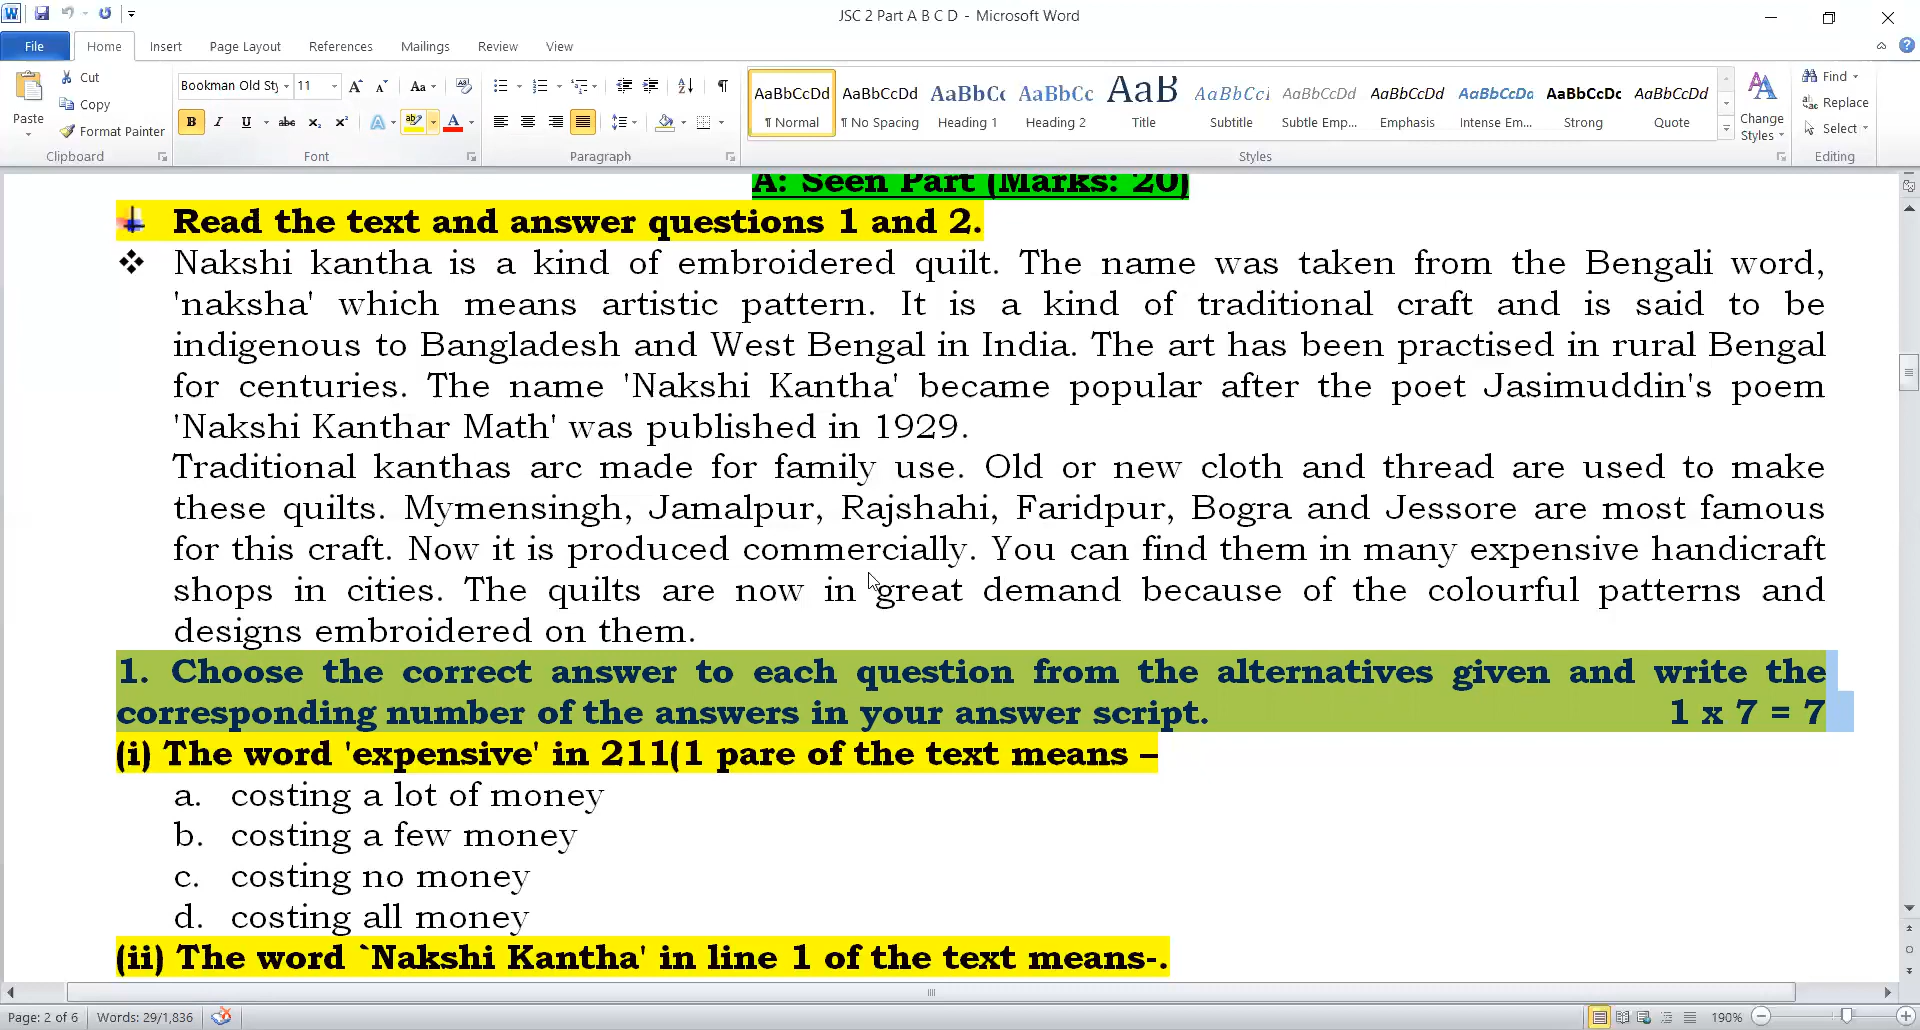 JSC 2 Part A B C D - Microsoft Word
File Home Insert Page Layout References Mailings Review View
Paste
Cut
Copy
Format Painter
Clipboard
Bookman Old Sty 11
Font
Paragraph
AaBbCcDd AaBbCcDd AaBbCc AaBbCc AaB AaBbCcI AaBbCcDd AaBbCcDd AaBbCcDd AaBbCcDc AaBbCcDd
¶ Normal ¶ No Spacing Heading 1 Heading 2 Title Subtitle Subtle Emp... Emphasis Intense Em... Strong Quote
Styles
Change Styles
Find
Replace
Select
Editing
A: Seen Part (Marks: 20)
Read the text and answer questions 1 and 2.
Nakshi kantha is a kind of embroidered quilt. The name was taken from the Bengali word,
'naksha' which means artistic pattern. It is a kind of traditional craft and is said to be
indigenous to Bangladesh and West Bengal in India. The art has been practised in rural Bengal
for centuries. The name 'Nakshi Kantha' became popular after the poet Jasimuddin's poem
'Nakshi Kanthar Math' was published in 1929.
Traditional kanthas arc made for family use. Old or new cloth and thread are used to make
these quilts. Mymensingh, Jamalpur, Rajshahi, Faridpur, Bogra and Jessore are most famous
for this craft. Now it is produced commercially. You can find them in many expensive handicraft
shops in cities. The quilts are now in great demand because of the colourful patterns and
designs embroidered on them.
1. Choose the correct answer to each question from the alternatives given and write the
corresponding number of the answers in your answer script. 1 x 7 = 7
(i) The word 'expensive' in 211(1 pare of the text means –
a. costing a lot of money
b. costing a few money
c. costing no money
d. costing all money
(ii) The word `Nakshi Kantha' in line 1 of the text means-.
Page: 2 of 6 Words: 29/1,836 190%